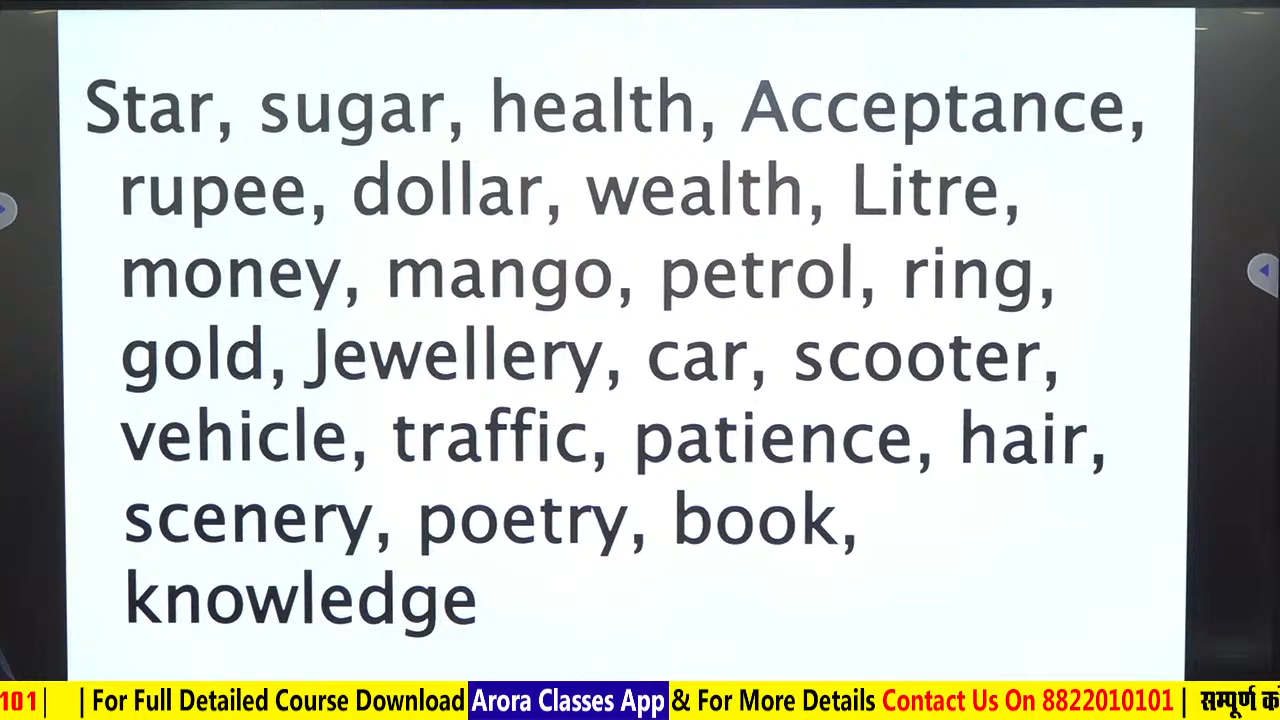 Star, sugar, health, Acceptance,
rupee, dollar, wealth, Litre,
money, mango, petrol, ring,
gold, Jewellery, car, scooter,
vehicle, traffic, patience, hair,
scenery, poetry, book,
knowledge
101 | | For Full Detailed Course Download Arora Classes App & For More Details Contact Us On 8822010101 | सम्पूर्ण